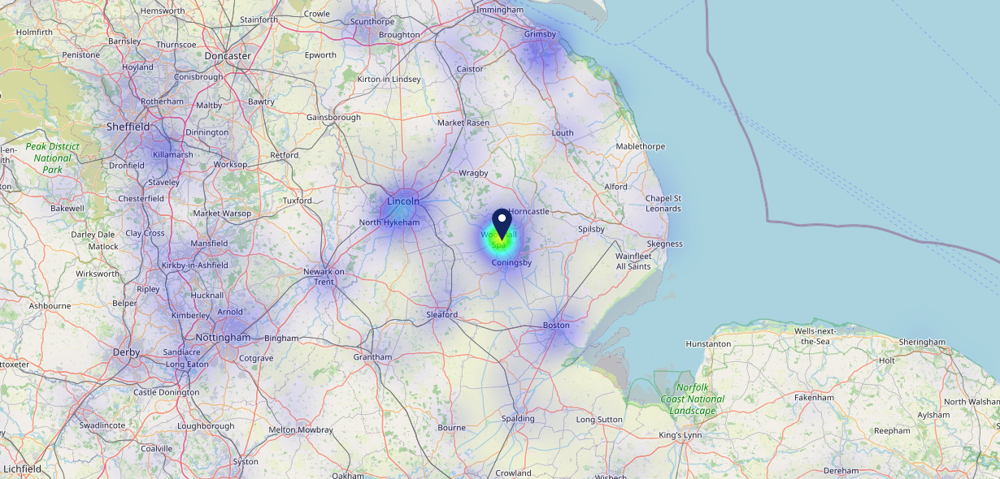 Hemsworth
Stainforth
Crowle
Scunthorpe
Immingham
Holmfirth
Barnsley
Thurnscoe
Broughton
Grimsby
Penistone
Doncaster
Epworth
Hoyland
Caistor
Conisbrough
Kirton in Lindsey
Rotherham
Maltby
Bawtry
Gainsborough
Market Rasen
Sheffield
Dinnington
Louth
Peak District
National
Park
Killamarsh
Retford
Mablethorpe
Dronfield
Worksop
Wragby
Staveley
Alford
Chesterfield
Tuxford
Lincoln
Chapel St
Leonards
Bakewell
Market Warsop
Horncastle
North Hykeham
Darley Dale
Clay Cross
Spilsby
Matlock
Mansfield
Spa
Skegness
Wainfleet
All Saints
Kirkby-in-Ashfield
Coningsby
Wirksworth
Newark on
Trent
Ripley
Hucknall
Ashbourne
Belper
Kimberley
Arnold
Sleaford
Boston
Nottingham
Bingham
Wells-next-
the-Sea
Hunstanton
Sheringham
Derby
Sandiacre
Long Eaton
Cotgrave
Grantham
Holt
Castle Donington
Norfolk
Coast National
Landscape
Fakenham
North Walsha
Swadlincote
Loughborough
Melton Mowbray
Bourne
Spalding
Long Sutton
Aylsham
Reepham
King's Lynn
Coalville
Syston
Lichfield
Oakham
Crowland
Wisbech
Dereham